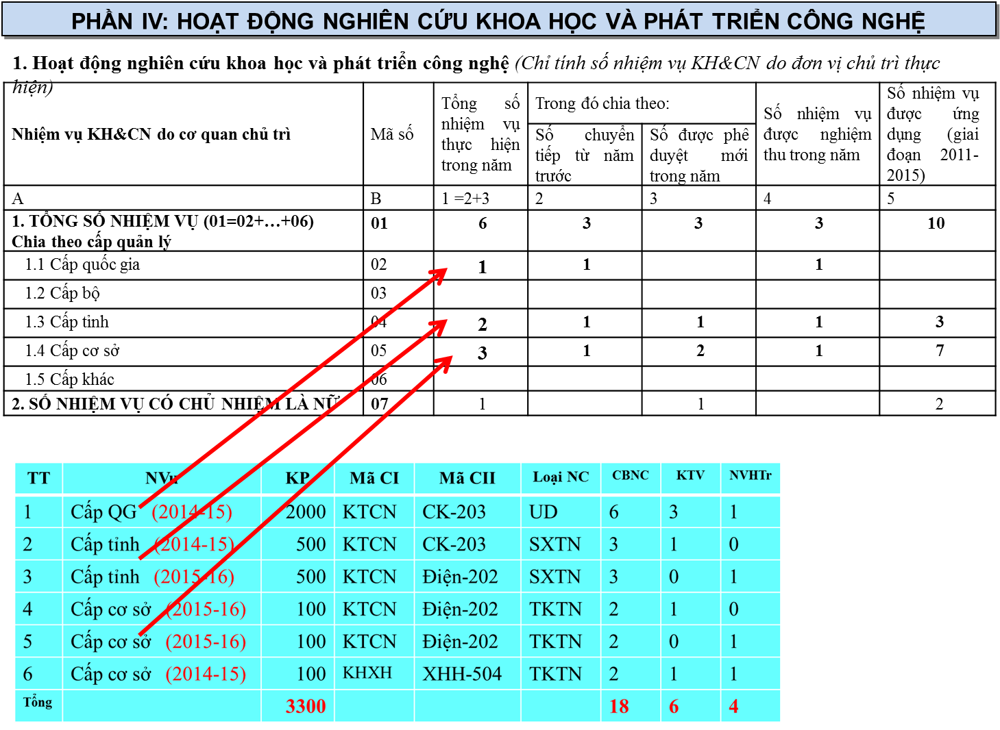 PHẦN IV: HOẠT ĐỘNG NGHIÊN CỨU KHOA HỌC VÀ PHÁT TRIỂN CÔNG NGHỆ
1. Hoạt động nghiên cứu khoa học và phát triển công nghệ (Chỉ tính số nhiệm vụ KH&CN do đơn vị chủ trì thực
hiện)
Nhiệm vụ KH&CN do cơ quan chủ trì
Mã số
Tổng số
nhiệm vụ
thực hiện
trong năm
Trong đó chia theo:
Số chuyển
tiếp từ năm
trước
Số được phê
duyệt mới
trong năm
Số nhiệm vụ
được nghiệm
thu trong năm
Số nhiệm vụ
được ứng
dụng (giai
đoạn 2011-
2015)
A B 1 =2+3 2 3 4 5
1. TỔNG SỐ NHIỆM VỤ (01=02+…+06) 01 6 3 3 3 10
Chia theo cấp quản lý
1.1 Cấp quốc gia 02 1 1 1
1.2 Cấp bộ 03
1.3 Cấp tỉnh 04 2 1 1 1 3
1.4 Cấp cơ sở 05 3 1 2 1 7
1.5 Cấp khác 06
2. SỐ NHIỆM VỤ CÓ CHỦ NHIỆM LÀ NỮ 07 1 1 2
TT NVụ KP Mã CI Mã CII Loại NC CBNC KTV NVHTr
1 Cấp QG (2014-15) 2000 KTCN CK-203 UD 6 3 1
2 Cấp tỉnh (2014-15) 500 KTCN CK-203 SXTN 3 1 0
3 Cấp tỉnh (2015-16) 500 KTCN Điện-202 SXTN 3 0 1
4 Cấp cơ sở (2015-16) 100 KTCN Điện-202 TKTN 2 1 0
5 Cấp cơ sở (2015-16) 100 KTCN Điện-202 TKTN 2 0 1
6 Cấp cơ sở (2014-15) 100 KHXH XHH-504 TKTN 2 1 1
Tổng 3300 18 6 4